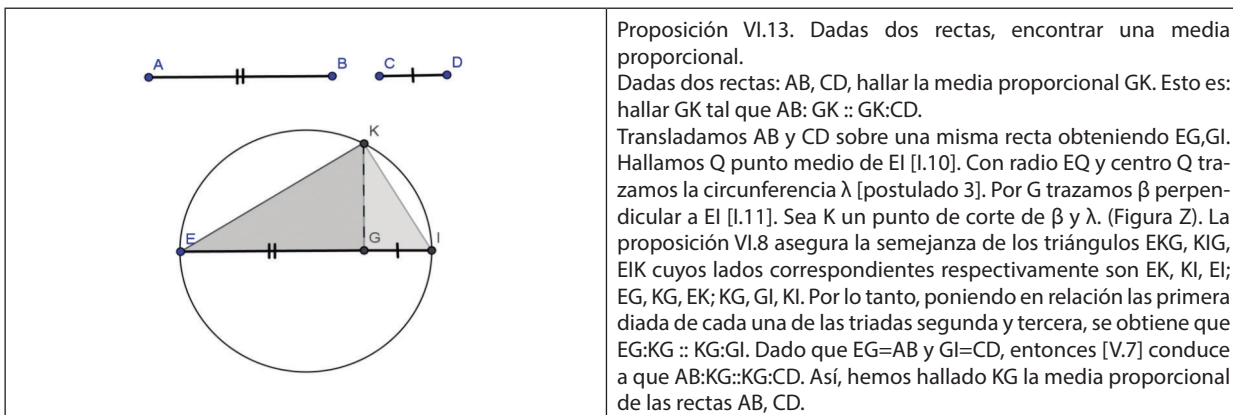 A B C D
K
E G I
Proposición VI.13. Dadas dos rectas, encontrar una media
proporcional.
Dadas dos rectas: AB, CD, hallar la media proporcional GK. Esto es:
hallar GK tal que AB: GK :: GK:CD.
Transladamos AB y CD sobre una misma recta obteniendo EG,GI.
Hallamos Q punto medio de EI [I.10]. Con radio EQ y centro Q tra-
zamos la circunferencia λ [postulado 3]. Por G trazamos β perpen-
dicular a EI [I.11]. Sea K un punto de corte de β y λ. (Figura Z). La
proposición VI.8 asegura la semejanza de los triángulos EKG, KIG,
EIK cuyos lados correspondientes respectivamente son EK, KI, EI;
EG, KG, EK; KG, GI, KI. Por lo tanto, poniendo en relación las primera
diada de cada una de las triadas segunda y tercera, se obtiene que
EG:KG :: KG:GI. Dado que EG=AB y GI=CD, entonces [V.7] conduce
a que AB:KG::KG:CD. Así, hemos hallado KG la media proporcional
de las rectas AB, CD.